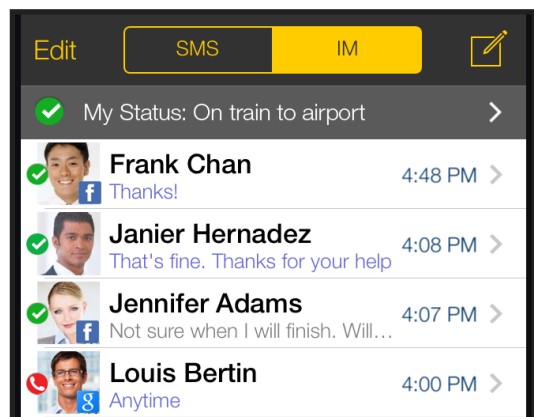 Edit
SMS
IM
My Status: On train to airport
Frank Chan
4:48 PM
f
Thanks!
Janier Hernadez
4:08 PM
That's fine. Thanks for your help
Jennifer Adams
4:07 PM
f
Not sure when I will finish. Will...
Louis Bertin
4:00 PM
8
Anytime